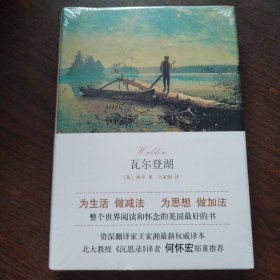 Walden
瓦尔登湖
（美）梭罗 著 王家湘 译
为生活 做减法 为思想 做加法
整个世界阅读和怀念的美国最好的书
资深翻译家王家湘最新权威译本
北大教授《沉思录》译者 何怀宏郑重推荐